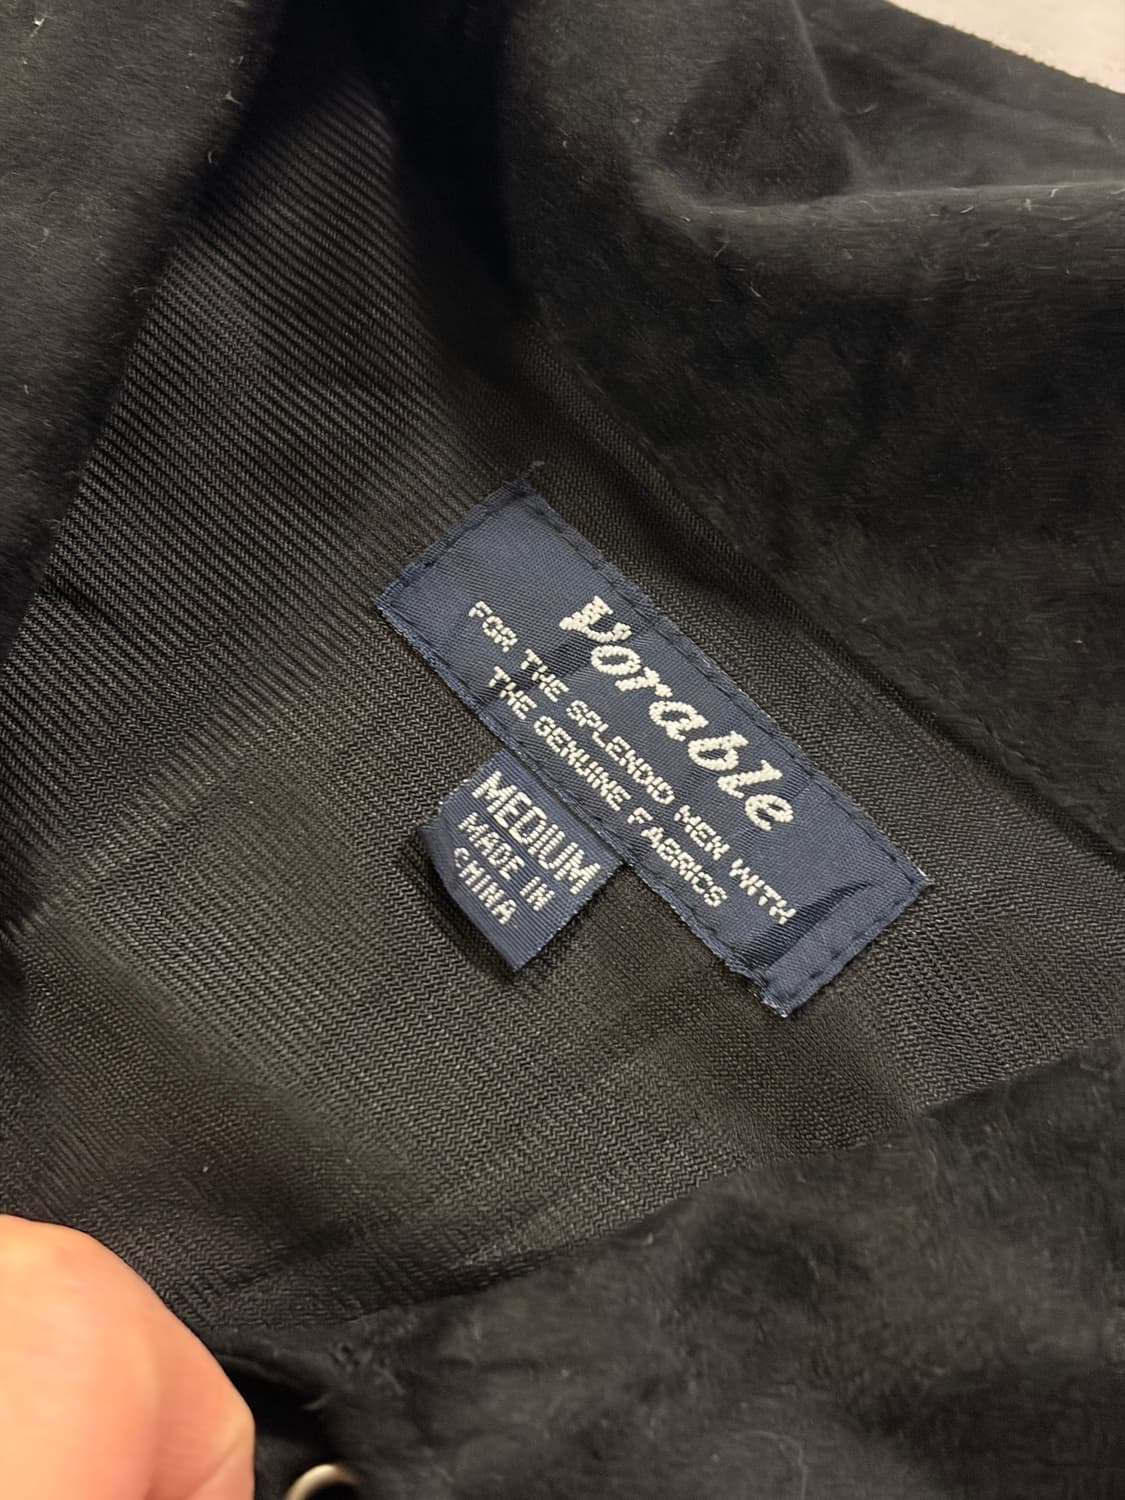 Vorable
FOR THE SPLENDID MEN WITH
THE GENUINE FABRICS
MEDIUM
MADE IN
CHINA